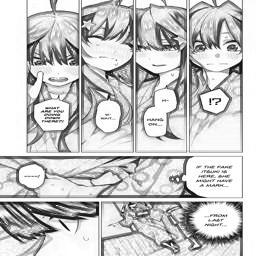 !?
H-
HANG
ON...
W-
WAIT...
WHAT
ARE YOU
DOING
DOWN
THERE?!
IF THE FAKE
ITSUKI IS
HERE, SHE
MIGHT HAVE
A MARK...
...FROM
LAST
NIGHT...